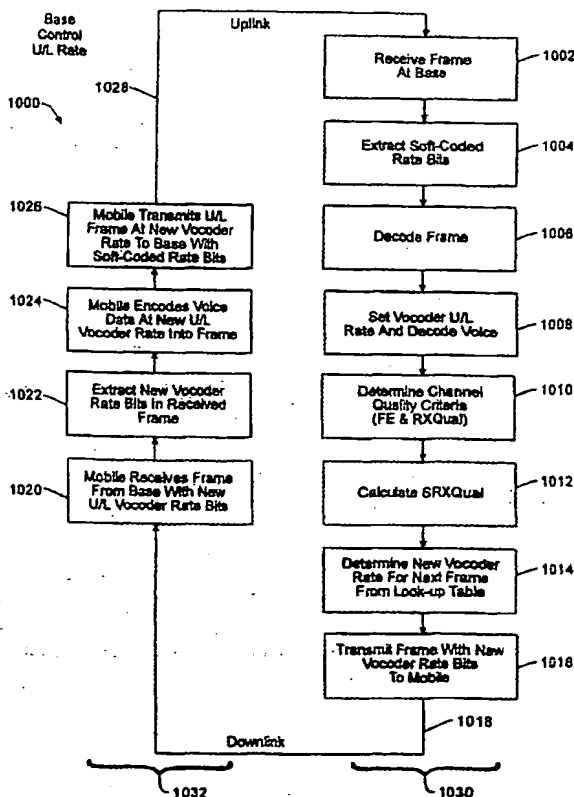 Base
Control
U/L Rate
1000
Uplink
1028
Receive Frame
At Base
1002
Extract Soft-Coded
Rate Bits
1004
Decode Frame
1006
Set Vocoder U/L
Rate And Decode Voice
1008
Determine Channel
Quality Criteria
(FE & RXQual)
1010
Calculate SRXQual
1012
Determine New Vocoder
Rate For Next Frame
From Look-up Table
1014
Transmit Frame With New
Vocoder Rate Bits
To Mobile
1016
1018
Downlink
1026
Mobile Transmits U/L
Frame At New Vocoder
Rate To Base With
Soft-Coded Rate Bits
1024
Mobile Encodes Voice
Data At New U/L
Vocoder Rate Into Frame
1022
Extract New Vocoder
Rate Bits In Received
Frame
1020
Mobile Receives Frame
From Base With New
U/L Vocoder Rate Bits
1032
1030